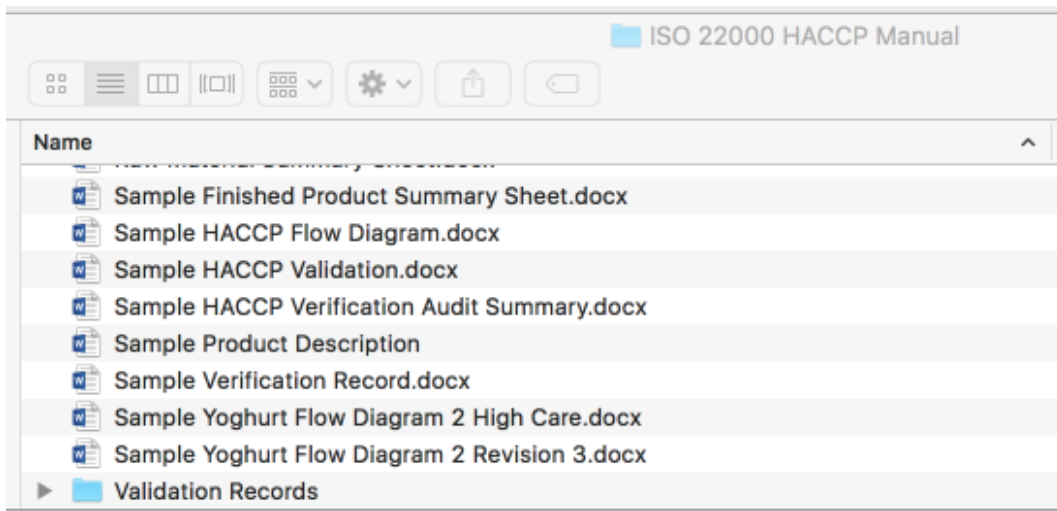 ISO 22000 HACCP Manual
Name
Sample Finished Product Summary Sheet.docx
Sample HACCP Flow Diagram.docx
Sample HACCP Validation.docx
Sample HACCP Verification Audit Summary.docx
Sample Product Description
Sample Verification Record.docx
Sample Yoghurt Flow Diagram 2 High Care.docx
Sample Yoghurt Flow Diagram 2 Revision 3.docx
Validation Records